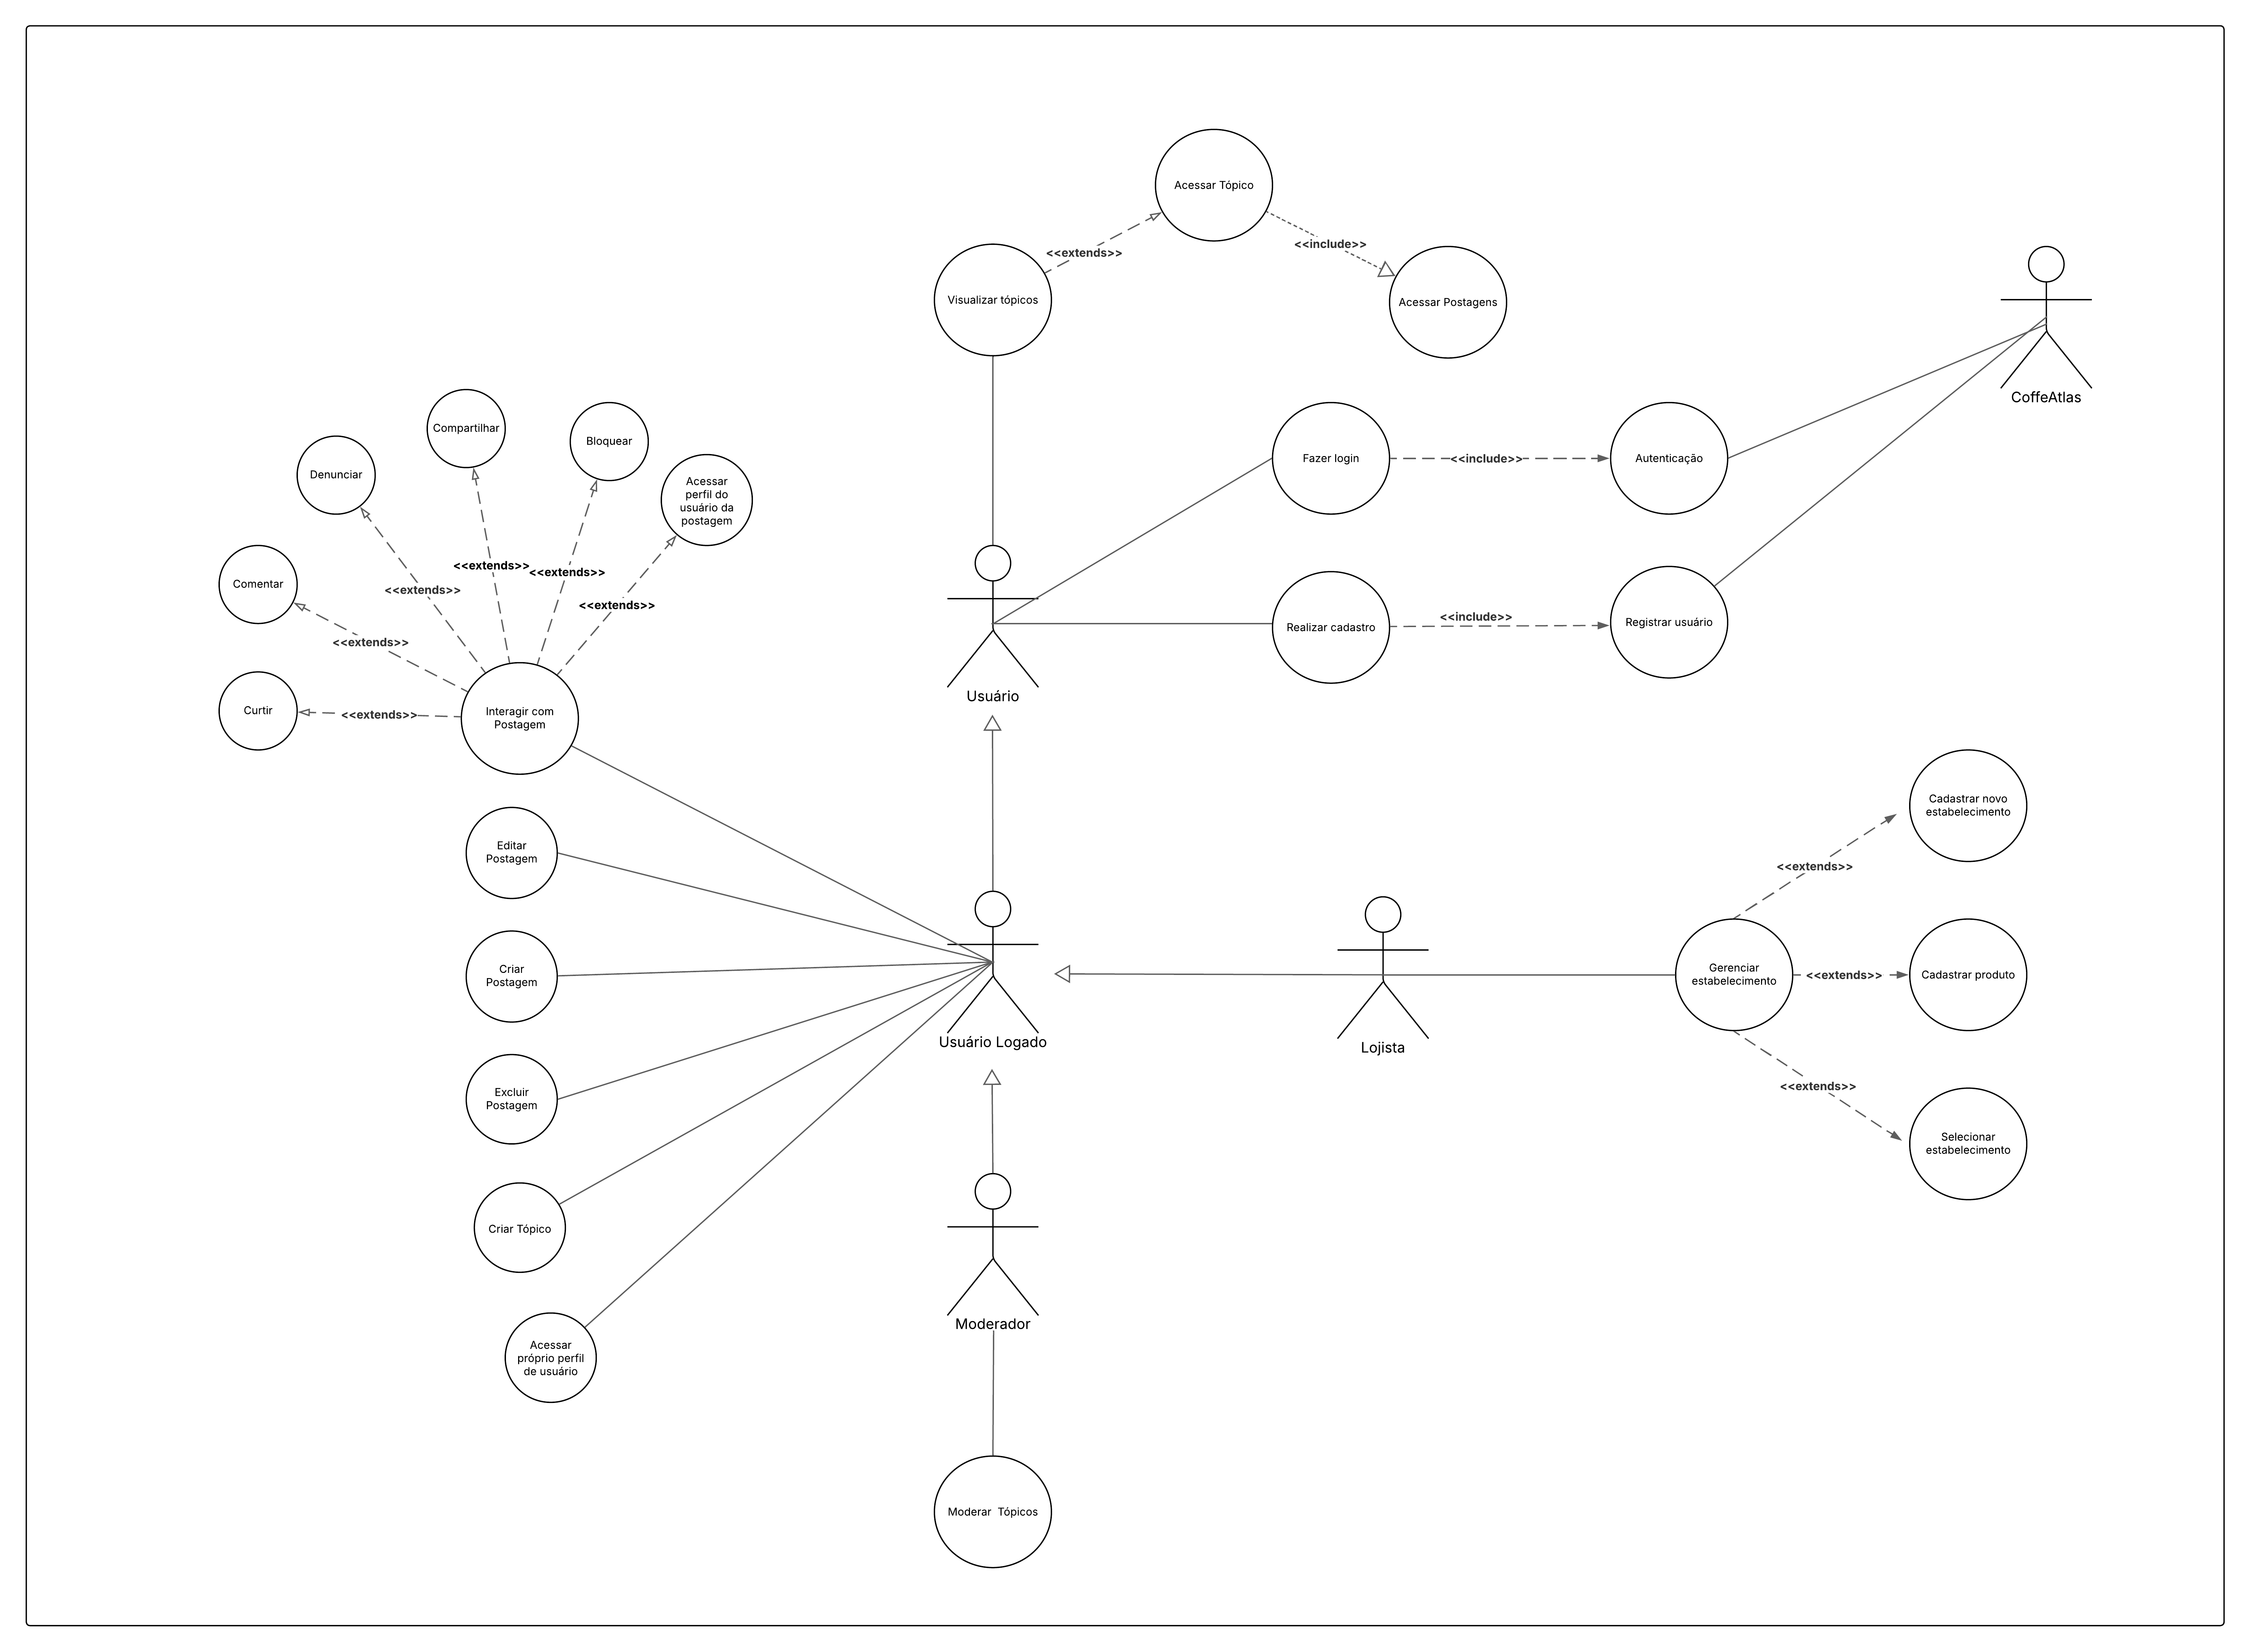 Acessar Tópico
<<include>>
<<extends>>
Visualizar tópicos
Acessar Postagens
CoffeAtlas
Compartilhar
Bloquear
Denunciar
Acessar
perfil do
usuário da
postagem
Fazer login
<<include>>
Autenticação
<<extends>>
<<extends>>
<<extends>>
<<extends>>
Comentar
<<extends>>
Realizar cadastro
<<include>>
Registrar usuário
Usuário
Curtir
<<extends>>
Interagir com
Postagem
Cadastrar novo
estabelecimento
Editar
Postagem
<<extends>>
Criar
Postagem
Gerenciar
estabelecimento
<<extends>>
Cadastrar produto
Usuário Logado
Lojista
<<extends>>
Excluir
Postagem
Selecionar
estabelecimento
Criar Tópico
Moderador
Acessar
próprio perfil
de usuário
Moderar  Tópicos